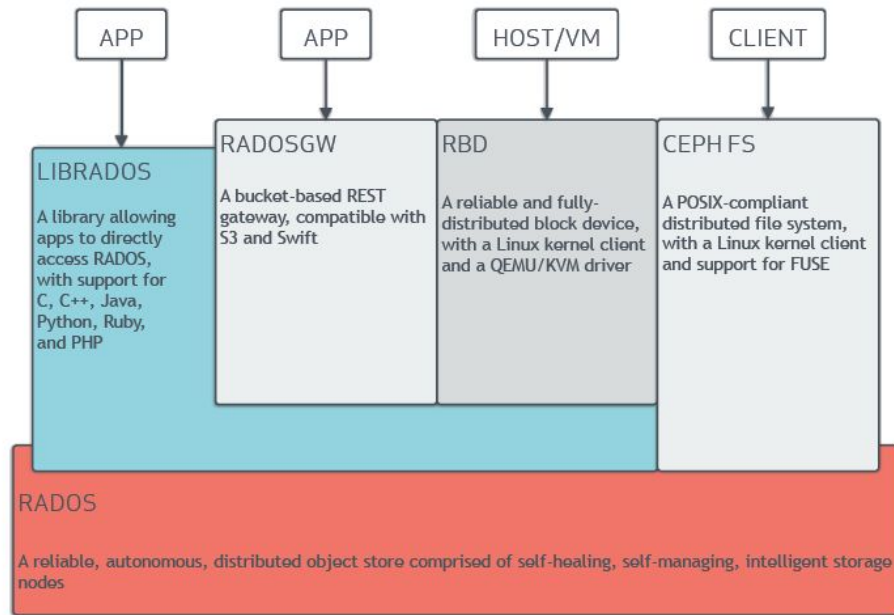 APP
APP
HOST/VM
CLIENT
LIBRADOS
A library allowing
apps to directly
access RADOS,
with support for
C, C++, Java,
Python, Ruby,
and PHP
RADOSGW
A bucket-based REST
gateway, compatible with
S3 and Swift
RBD
A reliable and fully-
distributed block device,
with a Linux kernel client
and a QEMU/KVM driver
CEPH FS
A POSIX-compliant
distributed file system,
with a Linux kernel client
and support for FUSE
RADOS
A reliable, autonomous, distributed object store comprised of self-healing, self-managing, intelligent storage
nodes